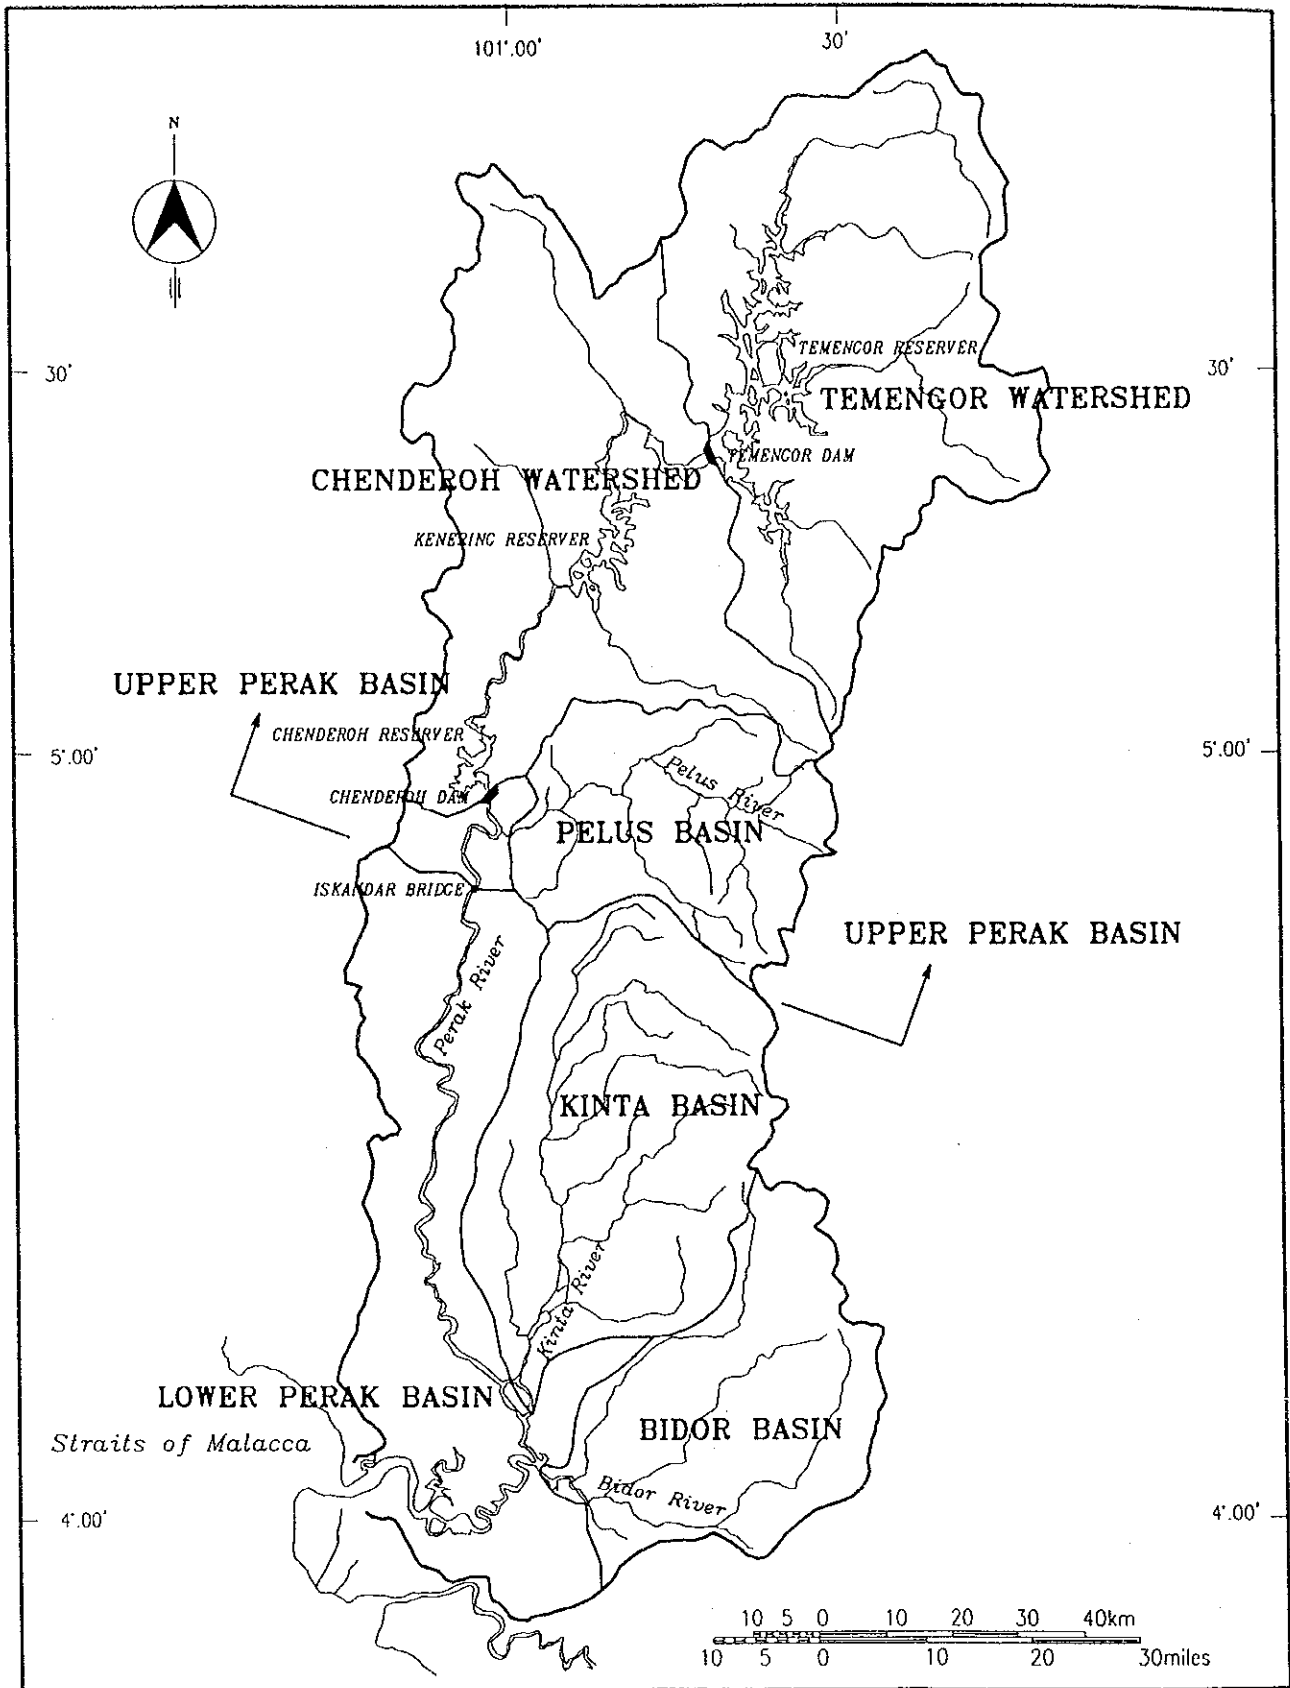 101°.00'
30'
N
30'
30'
TEMENGOR RESERVER
TEMENGOR WATERSHED
TEMENGOR DAM
CHENDEROH WATERSHED
KENERING RESERVER
UPPER PERAK BASIN
CHENDEROH RESERVER
5°.00'
5°.00'
Pelus River
CHENDEROH DAM
PELUS BASIN
ISKANDAR BRIDGE
UPPER PERAK BASIN
Perak River
KINTA BASIN
Kinta River
LOWER PERAK BASIN
BIDOR BASIN
Straits of Malacca
Bidor River
4°.00'
4°.00'
10 5 0 10 20 30 40km
10 5 0 10 20 30miles